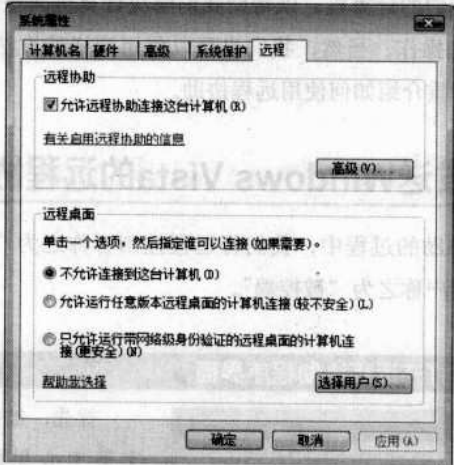 系统属性
计算机名 硬件 高级 系统保护 远程
远程协助
允许远程协助连接这台计算机(R)
有关启用远程协助的信息
高级(V)...
远程桌面
单击一个选项，然后指定谁可以连接(如果需要)。
不允许连接到这台计算机(D)
允许运行任意版本远程桌面的计算机连接(较不安全)(L)
只允许运行带网络级身份验证的远程桌面的计算机连
接(更安全)(N)
帮助我选择
选择用户(S)...
确定 取消 应用(A)